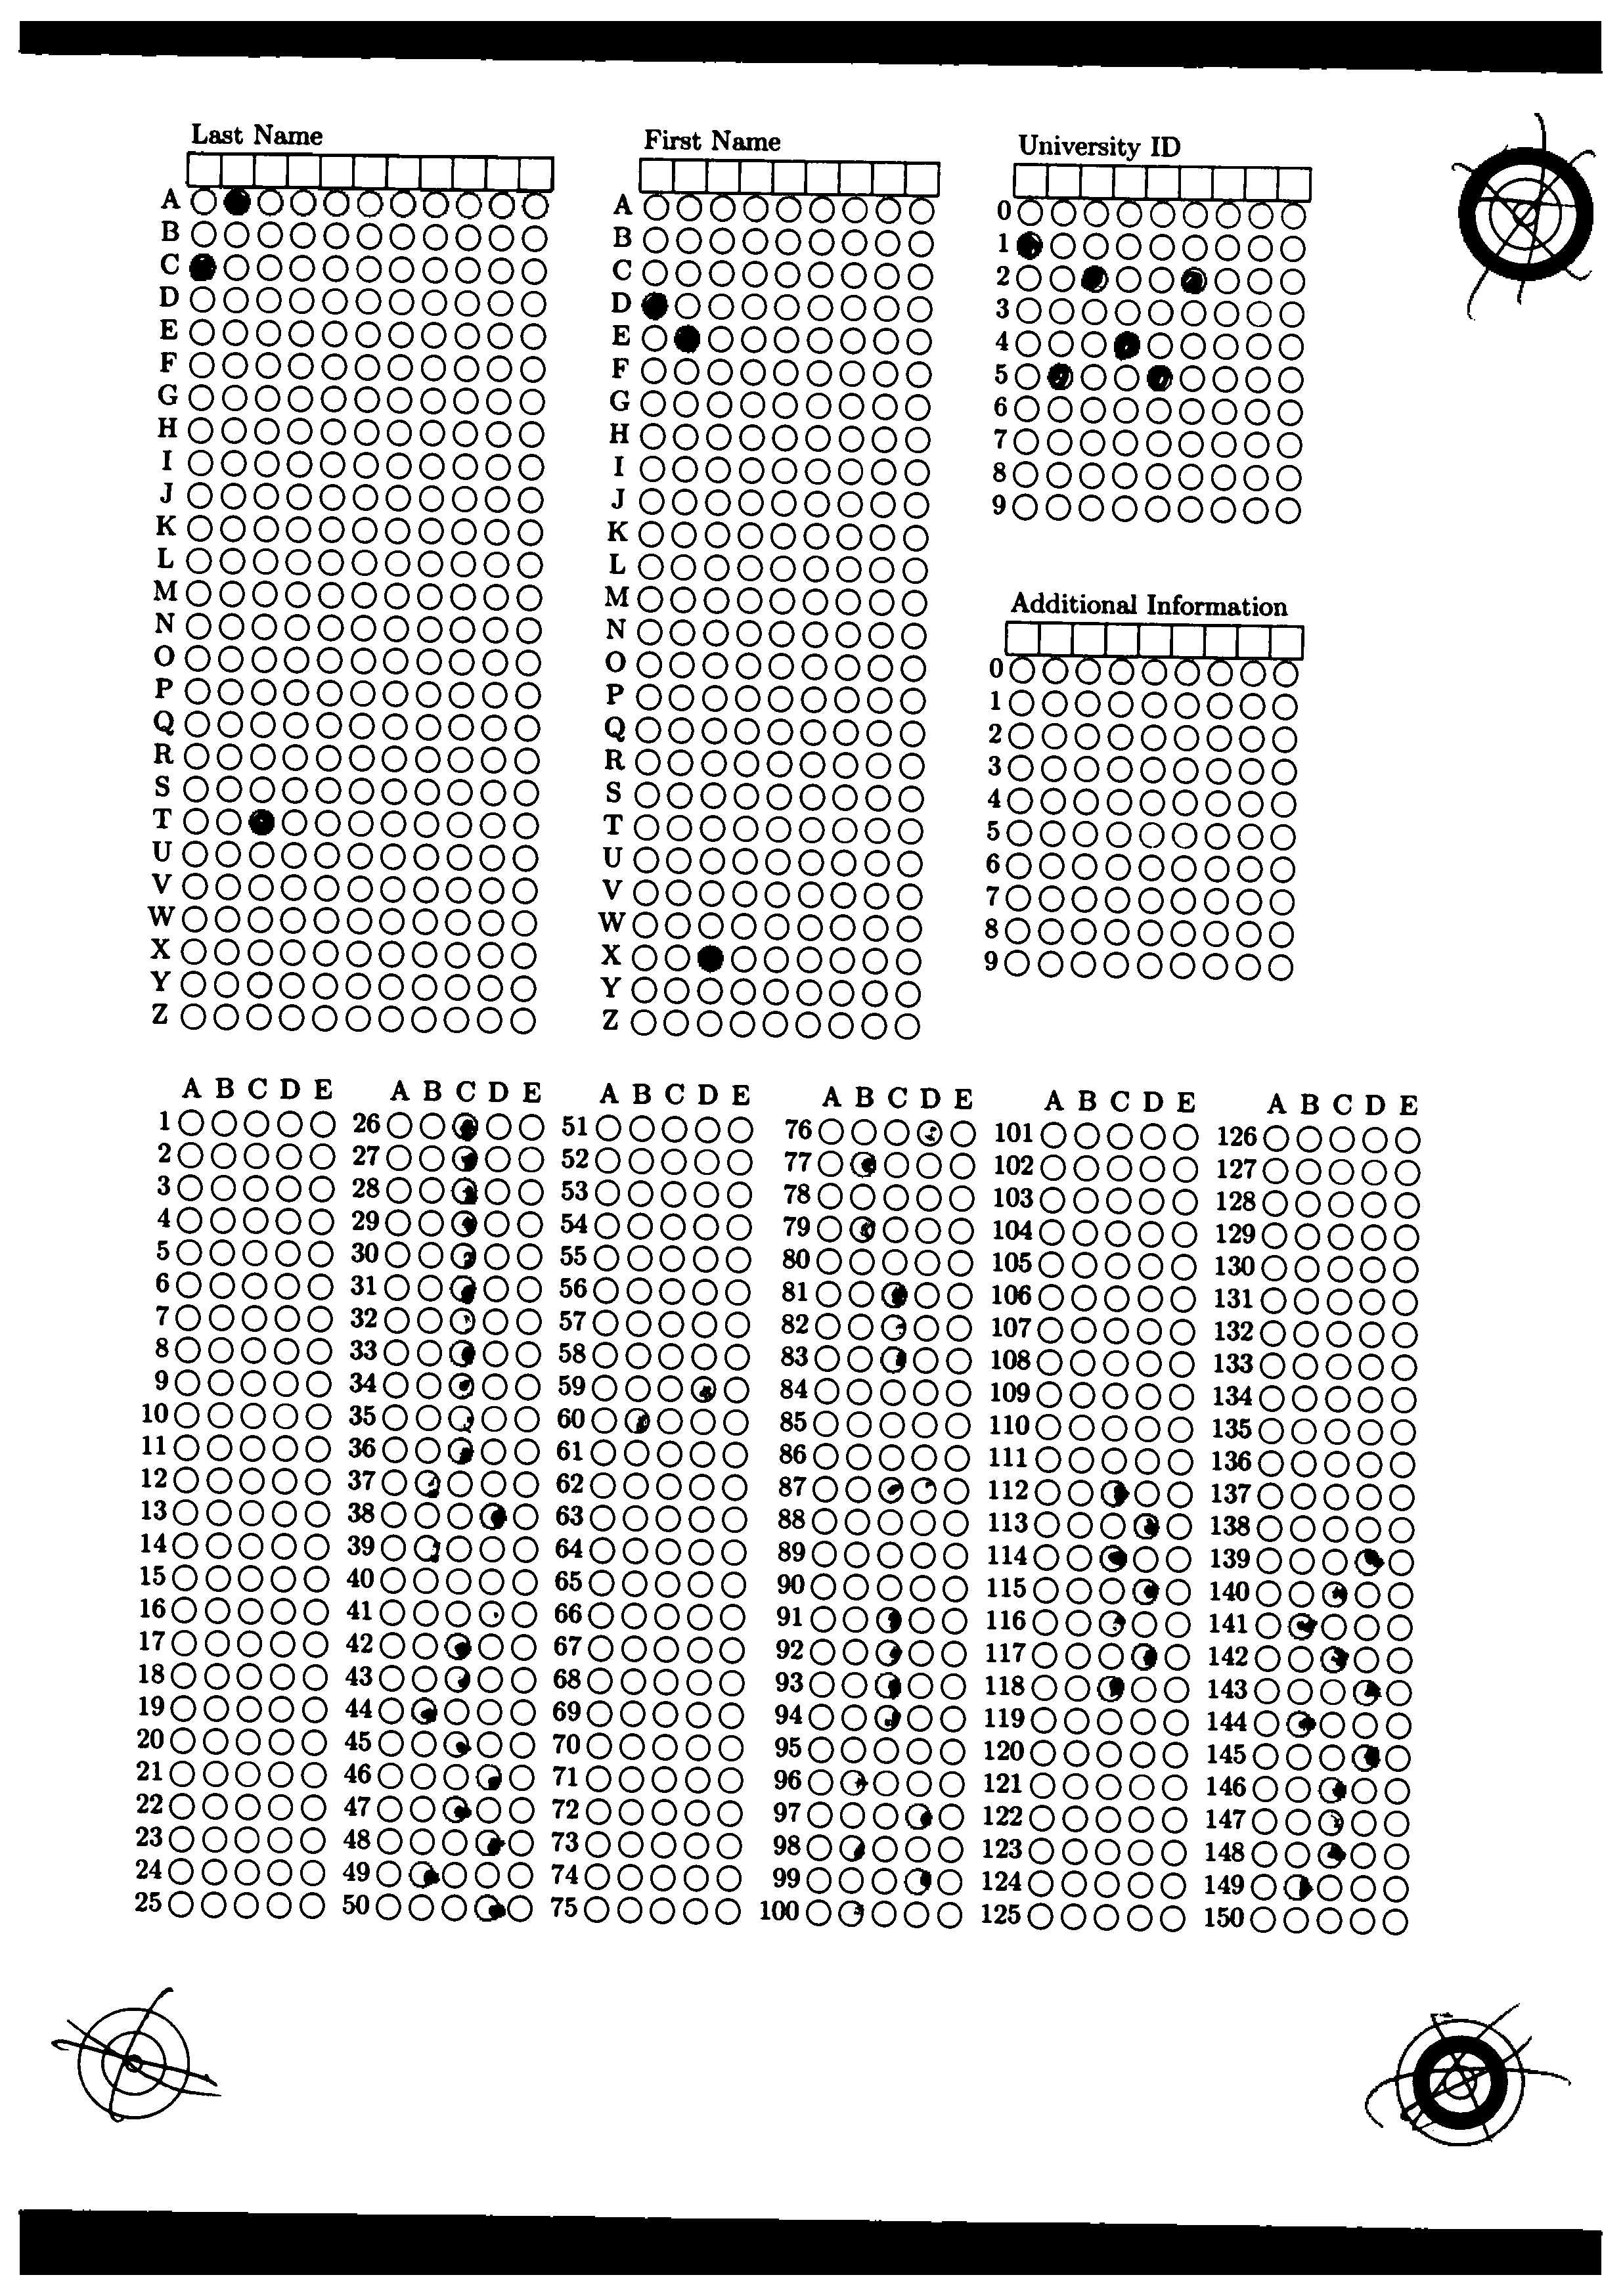 Last Name
First Name
University ID
A
B
C
D
E
F
G
H
I
J
K
L
M
N
O
P
Q
R
S
T
U
V
W
X
Y
Z
A
B
C
D
E
F
G
H
I
J
K
L
M
N
O
P
Q
R
S
T
U
V
W
X
Y
Z
0
1
2
3
4
5
6
7
8
9
Additional Information
0
1
2
3
4
5
6
7
8
9
A B C D E
1
2
3
4
5
6
7
8
9
10
11
12
13
14
15
16
17
18
19
20
21
22
23
24
25
A B C D E
26
27
28
29
30
31
32
33
34
35
36
37
38
39
40
41
42
43
44
45
46
47
48
49
50
A B C D E
51
52
53
54
55
56
57
58
59
60
61
62
63
64
65
66
67
68
69
70
71
72
73
74
75
A B C D E
76
77
78
79
80
81
82
83
84
85
86
87
88
89
90
91
92
93
94
95
96
97
98
99
100
A B C D E
101
102
103
104
105
106
107
108
109
110
111
112
113
114
115
116
117
118
119
120
121
122
123
124
125
A B C D E
126
127
128
129
130
131
132
133
134
135
136
137
138
139
140
141
142
143
144
145
146
147
148
149
150